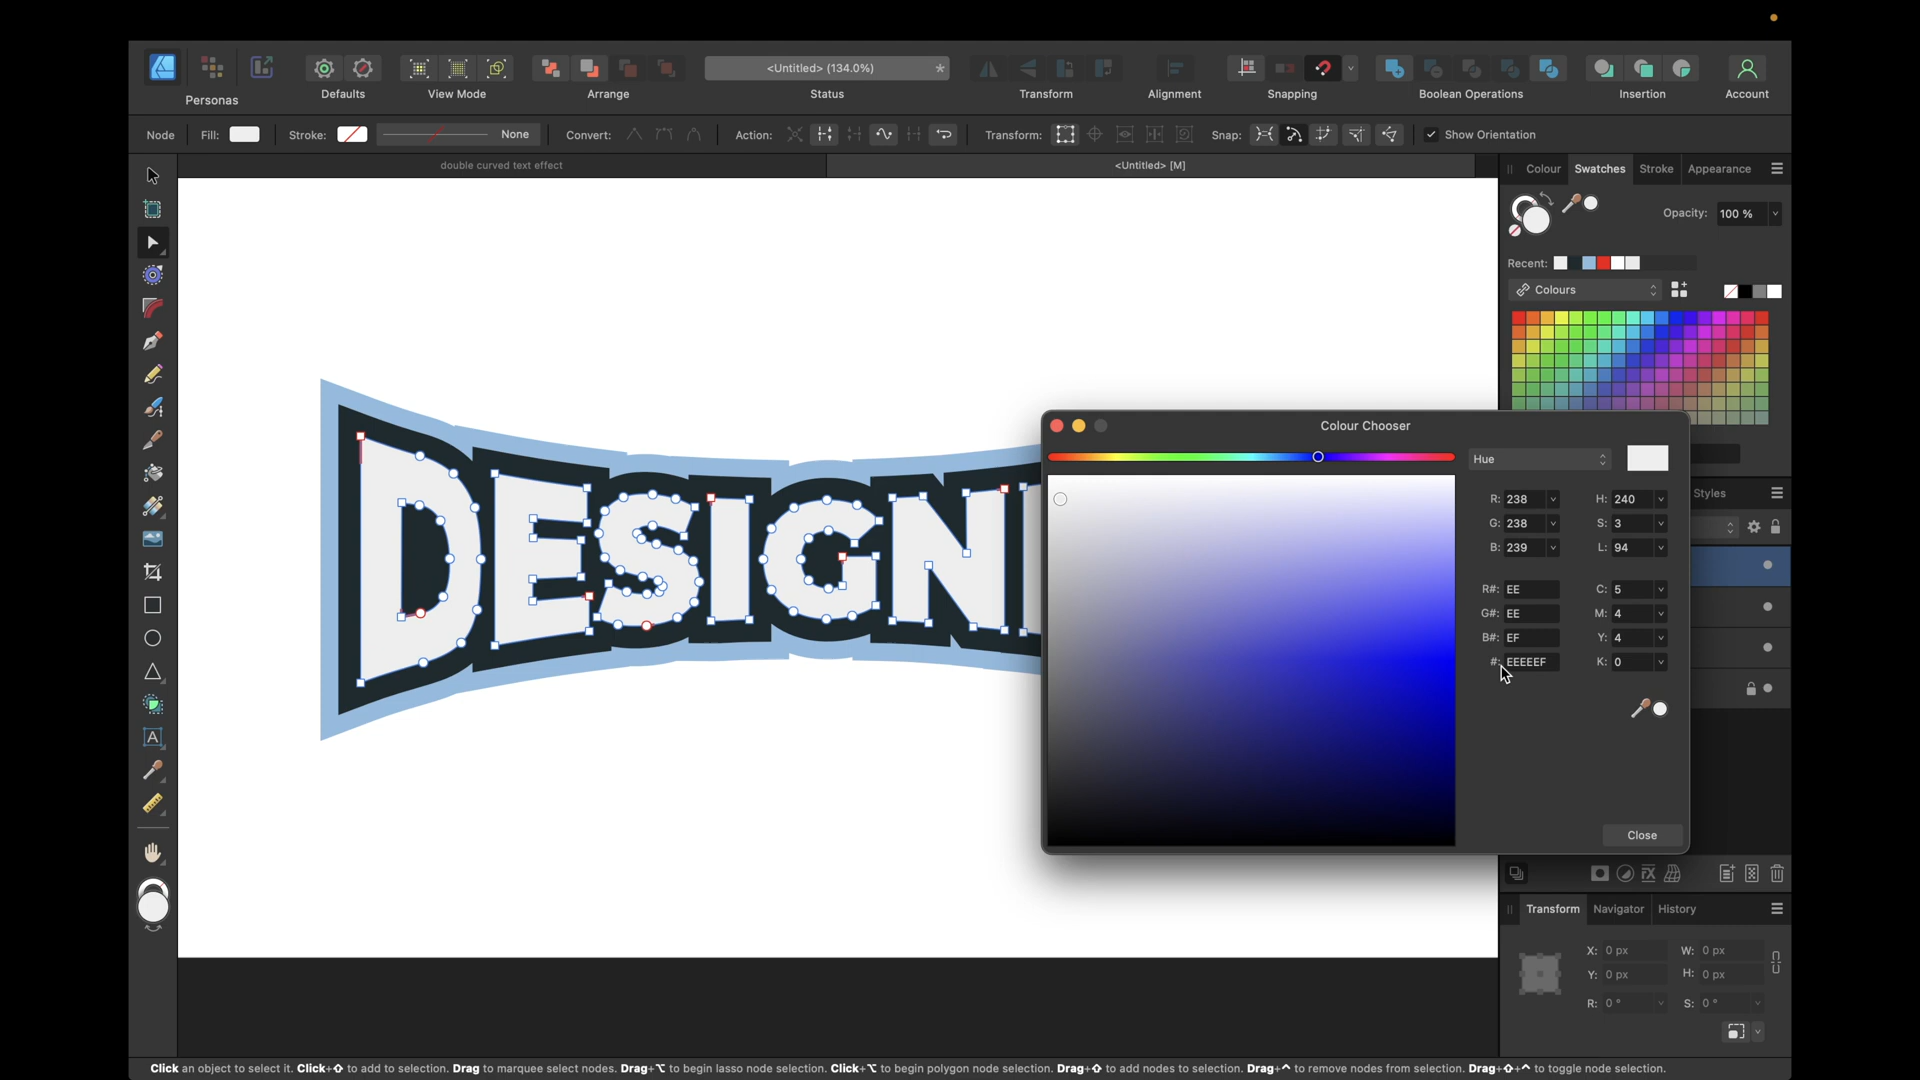 <Untitled> (134.0%)
*
Personas
Defaults
View Mode
Arrange
Status
Transform
Alignment
Snapping
Boolean Operations
Insertion
Account
Node
Fill:
Stroke:
None
Convert:
Action:
Transform:
Snap:
Show Orientation
double curved text effect
<Untitled> [M]
Colour
Swatches
Stroke
Appearance
Opacity:
100 %
Recent:
Colours
DESIGN
Colour Chooser
Hue
R: 238
H: 240
G: 238
S: 3
B: 239
L: 94
R#: EE
C: 5
G#: EE
M: 4
B#: EF
Y: 4
#: EEEEEF
K: 0
Close
Styles
FX
A
Transform
Navigator
History
X: 0 px
W: 0 px
Y: 0 px
H: 0 px
R: 0 °
S: 0 °
Click an object to select it. Click+⇧ to add to selection. Drag to marquee select nodes. Drag+⌥ to begin lasso node selection. Click+⌥ to begin polygon node selection. Drag+⇧ to add nodes to selection. Drag+^ to remove nodes from selection. Drag+⇧+^ to toggle node selection.